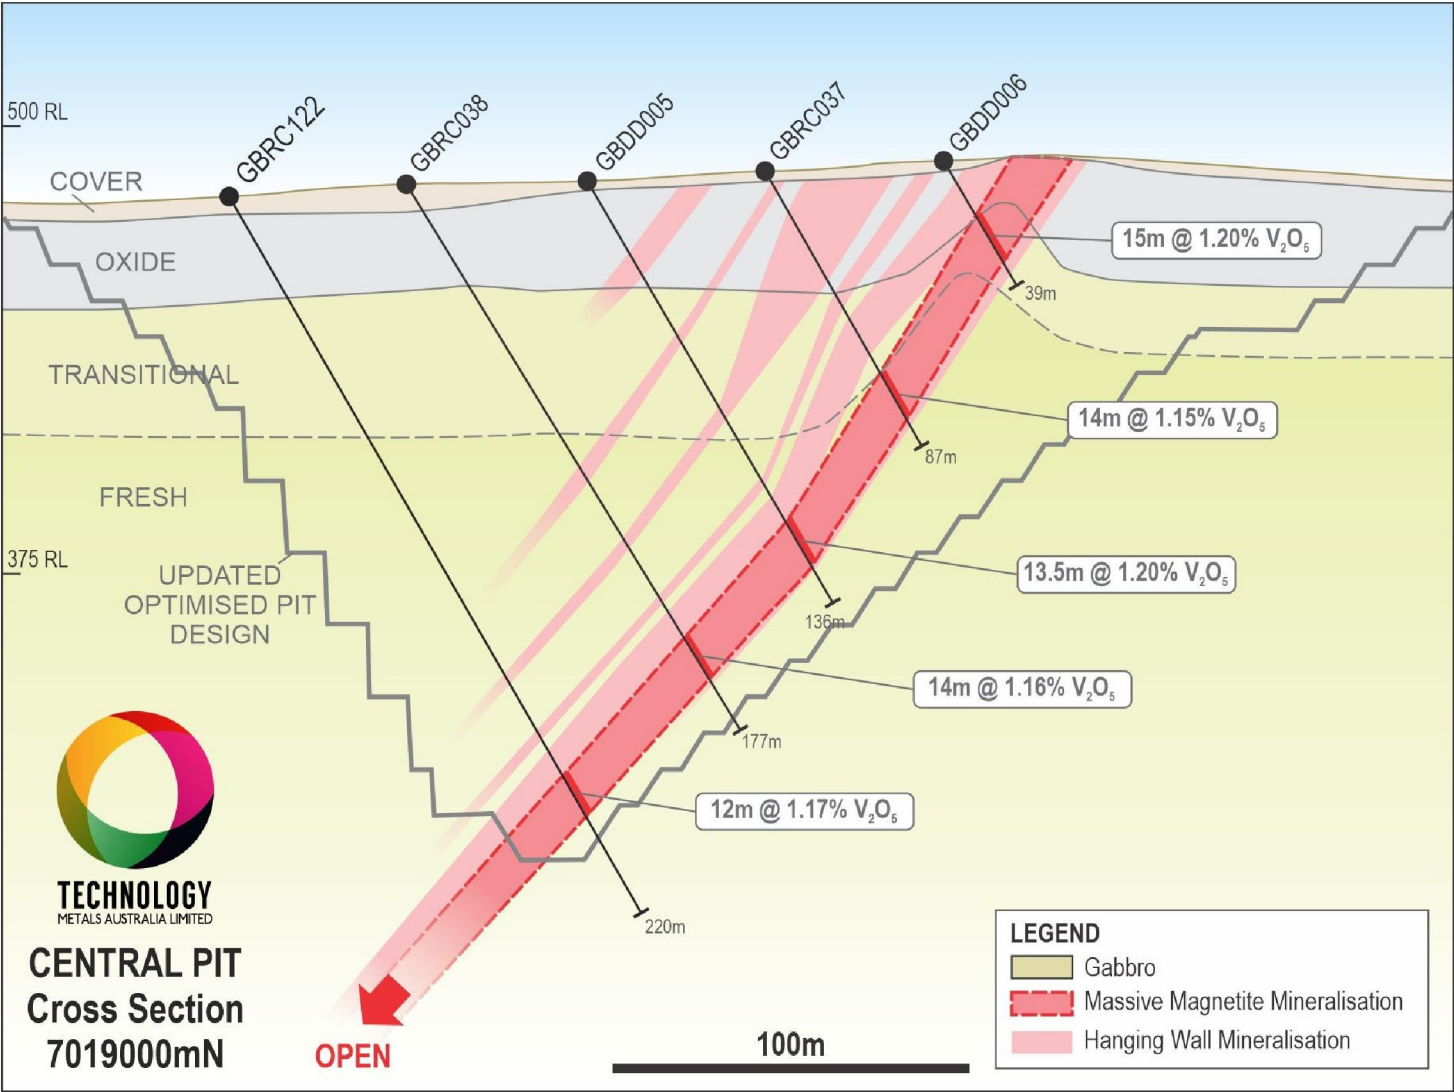 500 RL
GBRC122
GBRC038
GBDD005
GBRC037
GBDD006
COVER
OXIDE
15m @ 1.20% V₂O₅
39m
TRANSITIONAL
14m @ 1.15% V₂O₅
87m
FRESH
375 RL
UPDATED
OPTIMISED PIT
DESIGN
13.5m @ 1.20% V₂O₅
136m
14m @ 1.16% V₂O₅
177m
12m @ 1.17% V₂O₅
220m
TECHNOLOGY
METALS AUSTRALIA LIMITED
CENTRAL PIT
Cross Section
7019000mN
OPEN
100m
LEGEND
Gabbro
Massive Magnetite Mineralisation
Hanging Wall Mineralisation